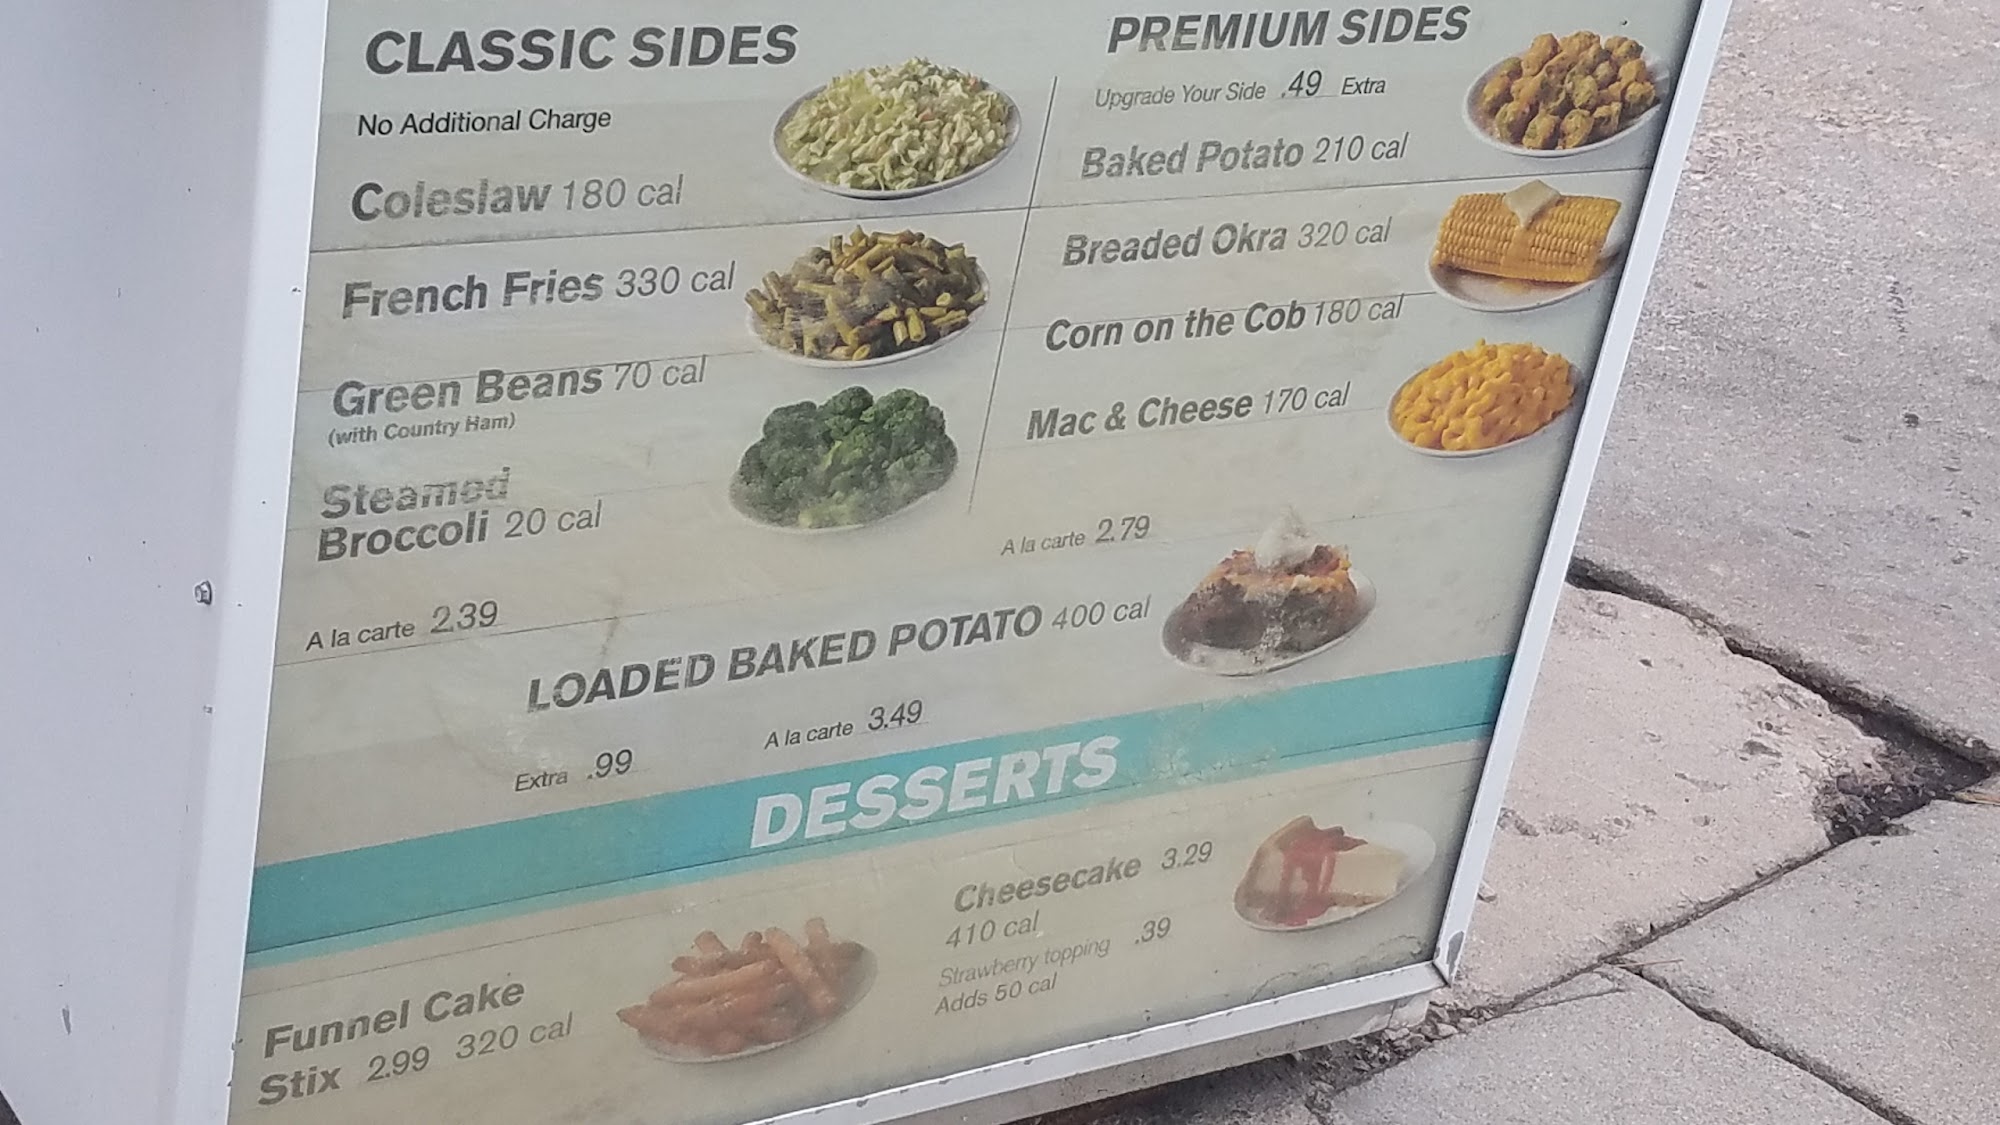 CLASSIC SIDES
No Additional Charge
Coleslaw 180 cal
French Fries 330 cal
Green Beans 70 cal
(with Country Ham)
Steamed
Broccoli 20 cal
A la carte 2.39
PREMIUM SIDES
Upgrade Your Side .49 Extra
Baked Potato 210 cal
Breaded Okra 320 cal
Corn on the Cob 180 cal
Mac & Cheese 170 cal
A la carte 2.79
LOADED BAKED POTATO 400 cal
Extra .99 A la carte 3.49
DESSERTS
Funnel Cake
Stix 2.99 320 cal
Cheesecake 3.29
410 cal
Strawberry topping .39
Adds 50 cal